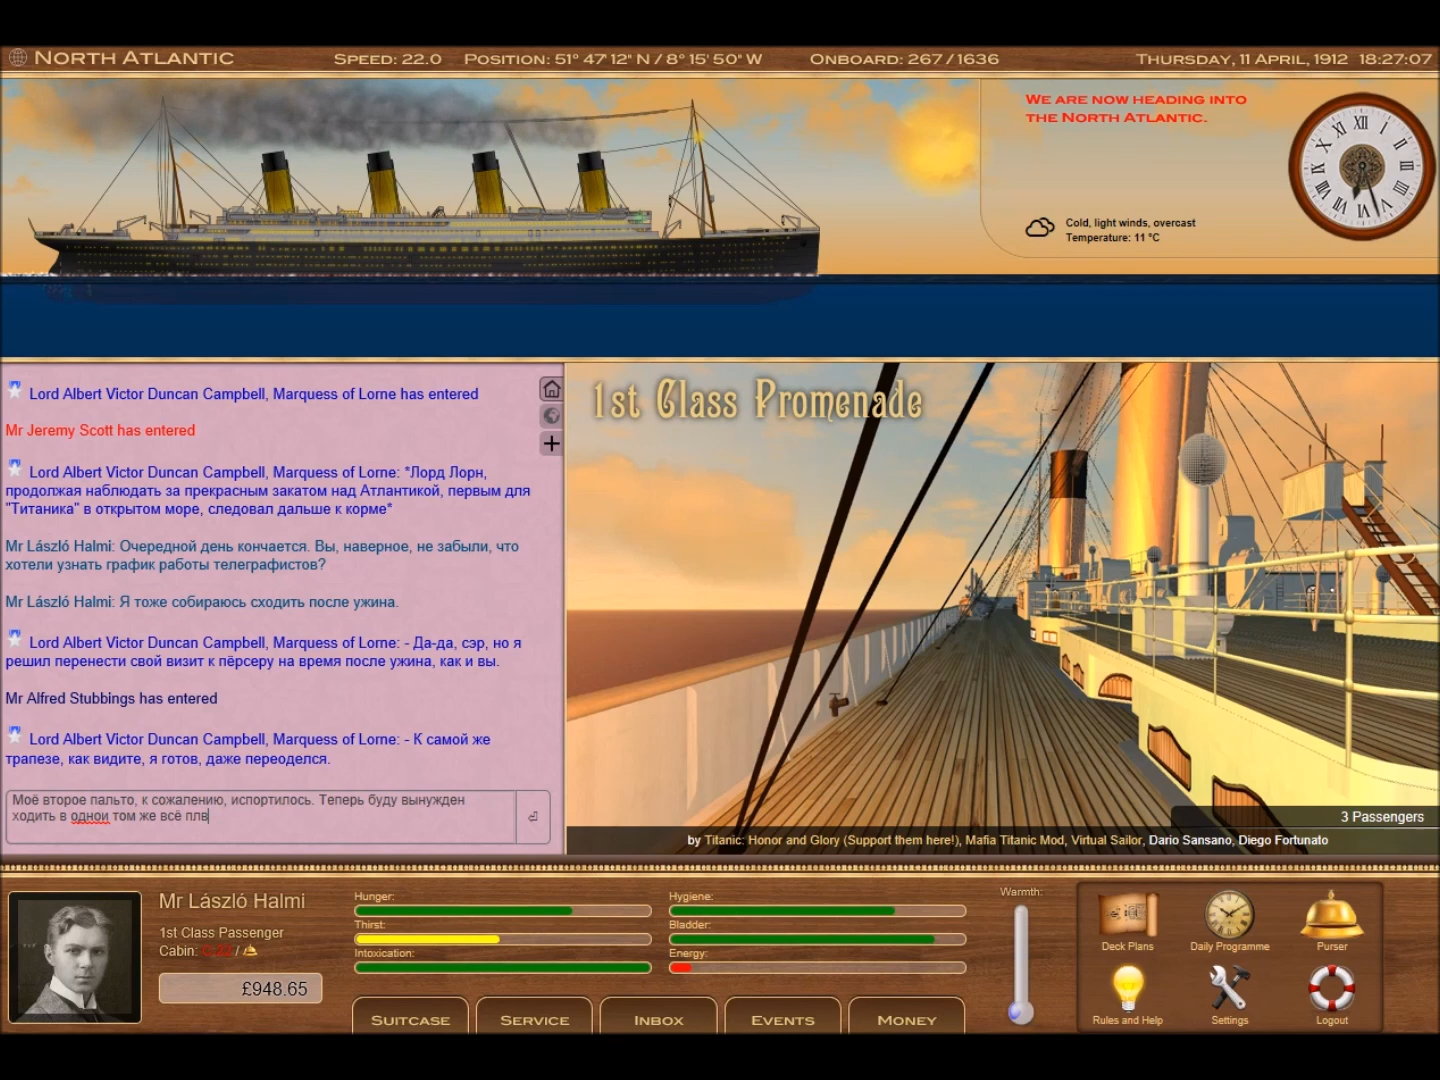 North Atlantic
Speed: 22.0
Position: 51° 47' 12" N / 8° 15' 50" W
Onboard: 267 / 1636
Thursday, 11 April, 1912 18:27:07
We are now heading into
the North Atlantic.
Cold, light winds, overcast
Temperature: 11 °C
XII
I
II
III
V
VI
VIII
IX
X
XI
Lord Albert Victor Duncan Campbell, Marquess of Lorne has entered
Mr Jeremy Scott has entered
Lord Albert Victor Duncan Campbell, Marquess of Lorne: *Лорд Лорн,
продолжая наблюдать за прекрасным закатом над Атлантикой, первым для
"Титаника" в открытом море, следовал дальше к корме*
Mr László Halmi: Очередной день кончается. Вы, наверное, не забыли, что
хотели узнать график работы телеграфистов?
Mr László Halmi: Я тоже собираюсь сходить после ужина.
Lord Albert Victor Duncan Campbell, Marquess of Lorne: - Да-да, сэр, но я
решил перенести свой визит к пёрсеру на время после ужина, как и вы.
Mr Alfred Stubbings has entered
Lord Albert Victor Duncan Campbell, Marquess of Lorne: - К самой же
трапезе, как видите, я готов, даже переоделся.
Моё второе пальто, к сожалению, испортилось. Теперь буду вынужден
ходить в однои том же всё плв
1st Class Promenade
3 Passengers
by Titanic: Honor and Glory (Support them here!), Mafia Titanic Mod, Virtual Sailor, Dario Sansano, Diego Fortunato
Mr László Halmi
1st Class Passenger
Cabin: /
£948.65
Hunger:
Thirst:
Intoxication:
Hygiene:
Bladder:
Energy:
Warmth:
Suitcase
Service
Inbox
Events
Money
Deck Plans
Daily Programme
Purser
Rules and Help
Settings
Logout